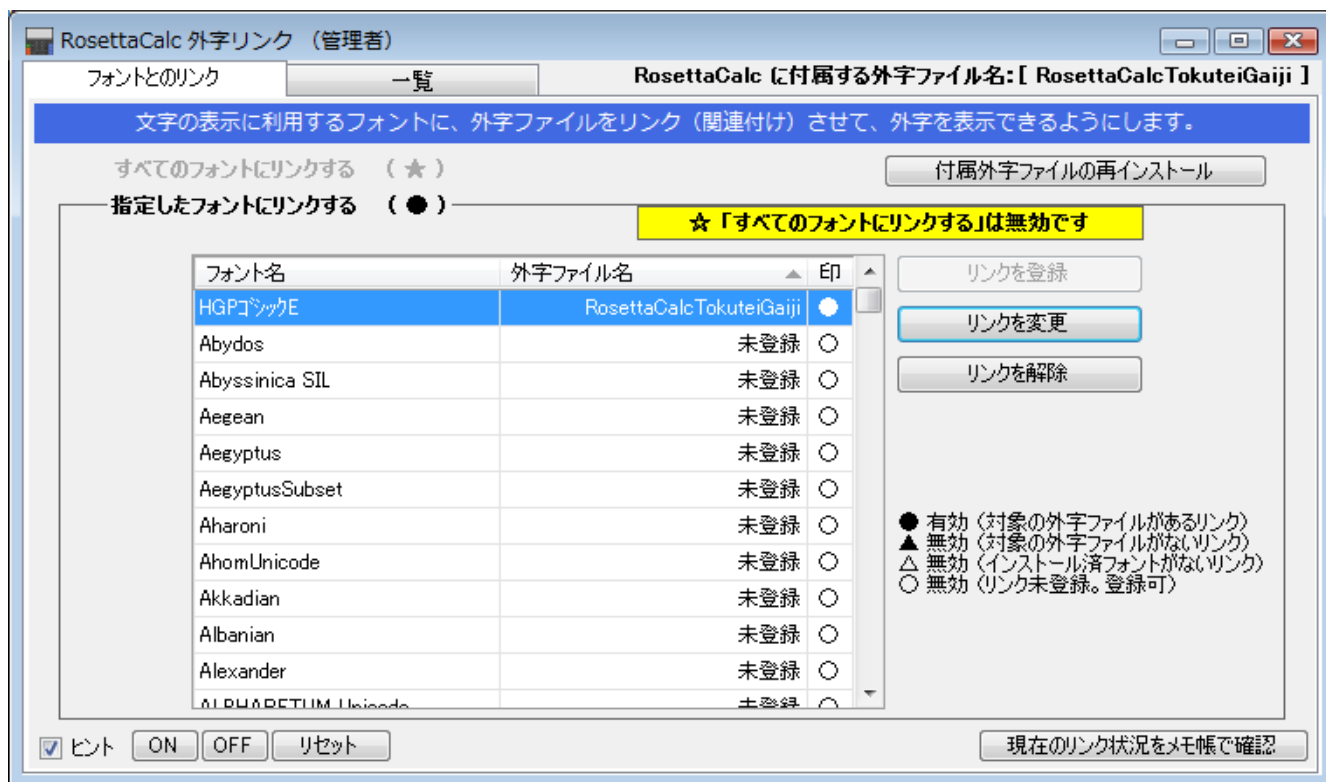 RosettaCalc 外字リンク （管理者）
フォントとのリンク 一覧 RosettaCalc に付属する外字ファイル名:[ RosettaCalcTokuteiGaiji ]
文字の表示に利用するフォントに、外字ファイルをリンク（関連付け）させて、外字を表示できるようにします。
すべてのフォントにリンクする （ ★ ） 付属外字ファイルの再インストール
指定したフォントにリンクする （ ● ）
☆「すべてのフォントにリンクする」は無効です
フォント名 外字ファイル名 印 リンクを登録
HGPｺﾞｼｯｸE RosettaCalcTokuteiGaiji ● リンクを変更
Abydos 未登録 ○
Abyssinica SIL 未登録 ○ リンクを解除
Aegean 未登録 ○
Aegyptus 未登録 ○
AegyptusSubset 未登録 ○
Aharoni 未登録 ○
AhomUnicode 未登録 ○
Akkadian 未登録 ○
Albanian 未登録 ○
Alexander 未登録 ○
ALPHABETUM Unicode 未登録 ○
● 有効（対象の外字ファイルがあるリンク）
▲ 無効（対象の外字ファイルがないリンク）
△ 無効（インストール済フォントがないリンク）
○ 無効（リンク未登録。登録可）
ヒント ON OFF リセット 現在のリンク状況をメモ帳で確認